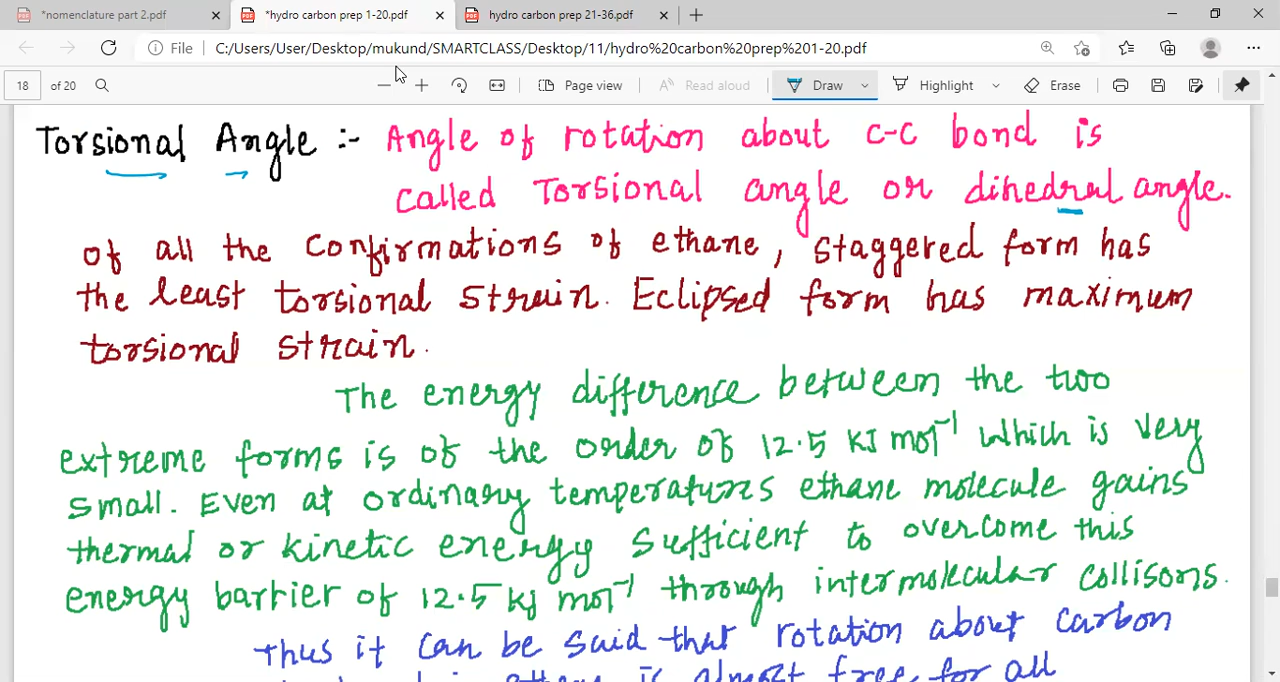 *nomenclature part 2.pdf
*hydro carbon prep 1-20.pdf
hydro carbon prep 21-36.pdf
File C:/Users/User/Desktop/mukund/SMARTCLASS/Desktop/11/hydro%20carbon%20prep%201-20.pdf
18 of 20 Page view Read aloud Draw Highlight Erase
Torsional Angle :- Angle of rotation about C-C bond is
called Torsional angle or dihedral angle.
of all the confirmations of ethane, staggered form has
the least torsional strain. Eclipsed form has maximum
torsional strain.
The energy difference between the two
extreme forms is of the order of 12.5 KJ mol⁻¹ which is very
small. Even at ordinary temperatures ethane molecule gains
thermal or kinetic energy sufficient to overcome this
energy barrier of 12.5 kj mol⁻¹ through intermolecular collisons.
Thus it can be said that rotation about carbon
ethane is almost free for all